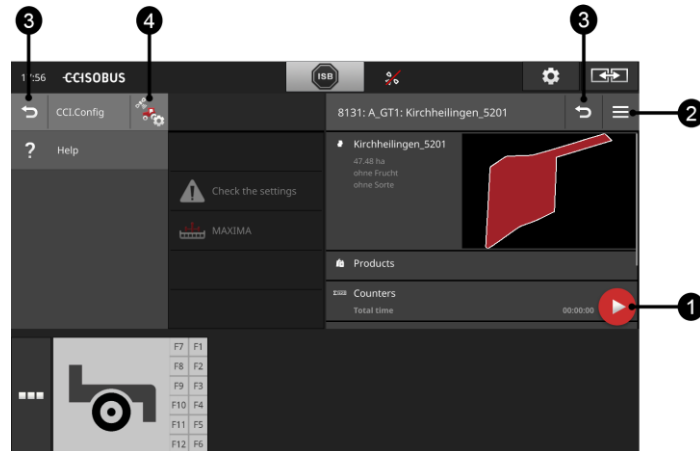 3
4
3
17:56
CCISOBUS
ISB
CCI.Config
8131: A_GT1: Kirchheilingen_5201
2
? Help
Kirchheilingen_5201
47.48 ha
ohne Frucht
ohne Sorte
Check the settings
MAXIMA
Products
Counters
Total time 00:00:00
1
F7 F1
F8 F2
F9 F3
F10 F4
F11 F5
F12 F6